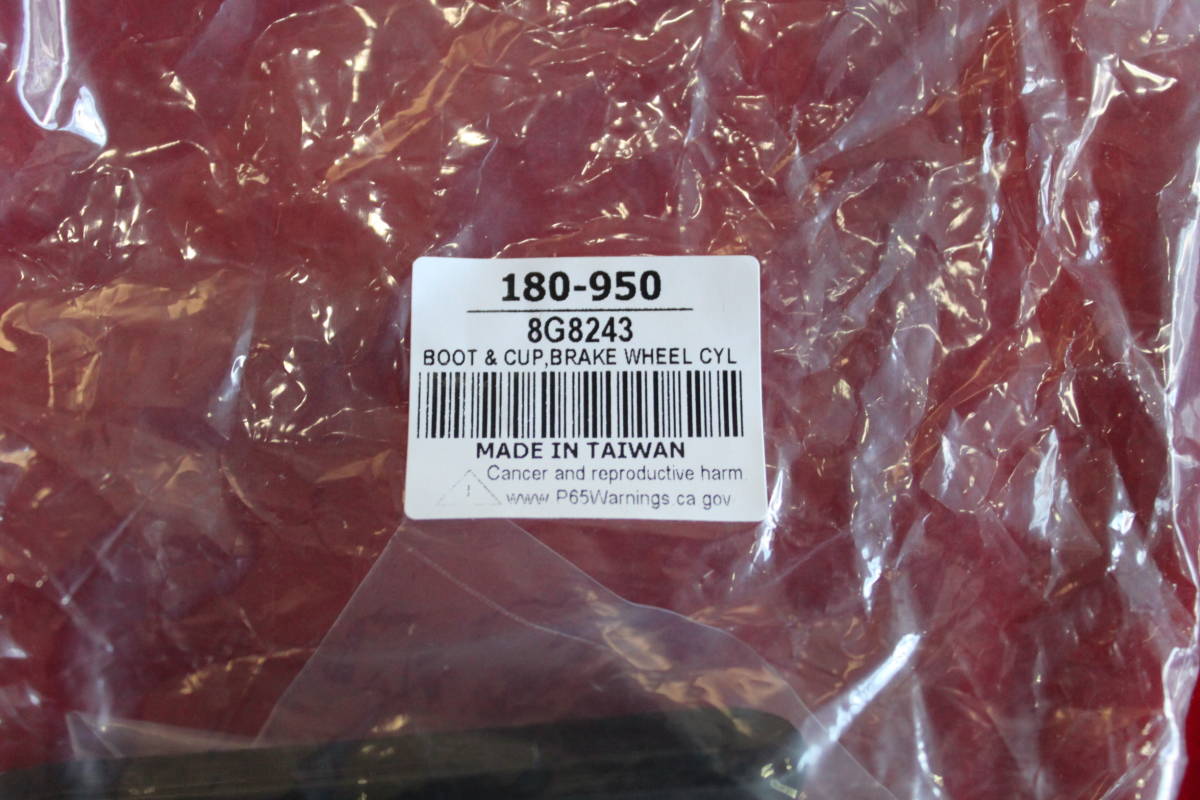 180-950
8G8243
BOOT & CUP,BRAKE WHEEL CYL
MADE IN TAIWAN
Cancer and reproductive harm
www.P65Warnings.ca.gov